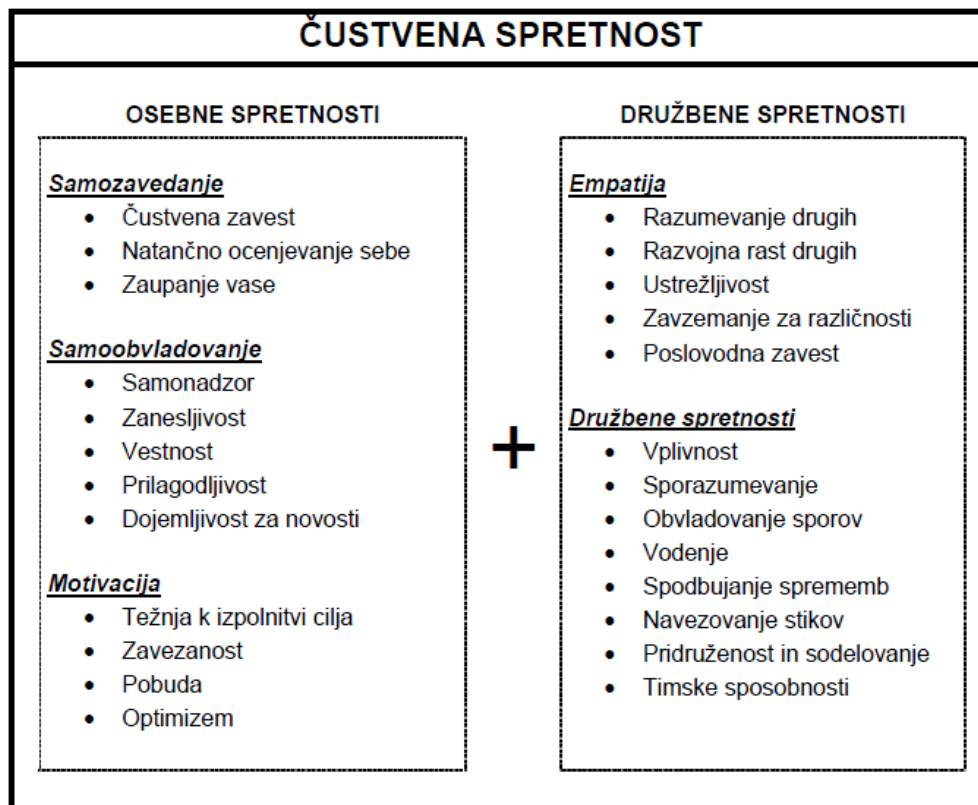 ČUSTVENA SPRETNOST
OSEBNE SPRETNOSTI
Samozavedanje
• Čustvena zavest
• Natančno ocenjevanje sebe
• Zaupanje vase
Samoobvladovanje
• Samonadzor
• Zanesljivost
• Vestnost
• Prilagodljivost
• Dojemljivost za novosti
Motivacija
• Težnja k izpolnitvi cilja
• Zavezanost
• Pobuda
• Optimizem
+
DRUŽBENE SPRETNOSTI
Empatija
• Razumevanje drugih
• Razvojna rast drugih
• Ustrežljivost
• Zavzemanje za različnosti
• Poslovodna zavest
Družbene spretnosti
• Vplivnost
• Sporazumevanje
• Obvladovanje sporov
• Vodenje
• Spodbujanje sprememb
• Navezovanje stikov
• Pridruženost in sodelovanje
• Timske sposobnosti